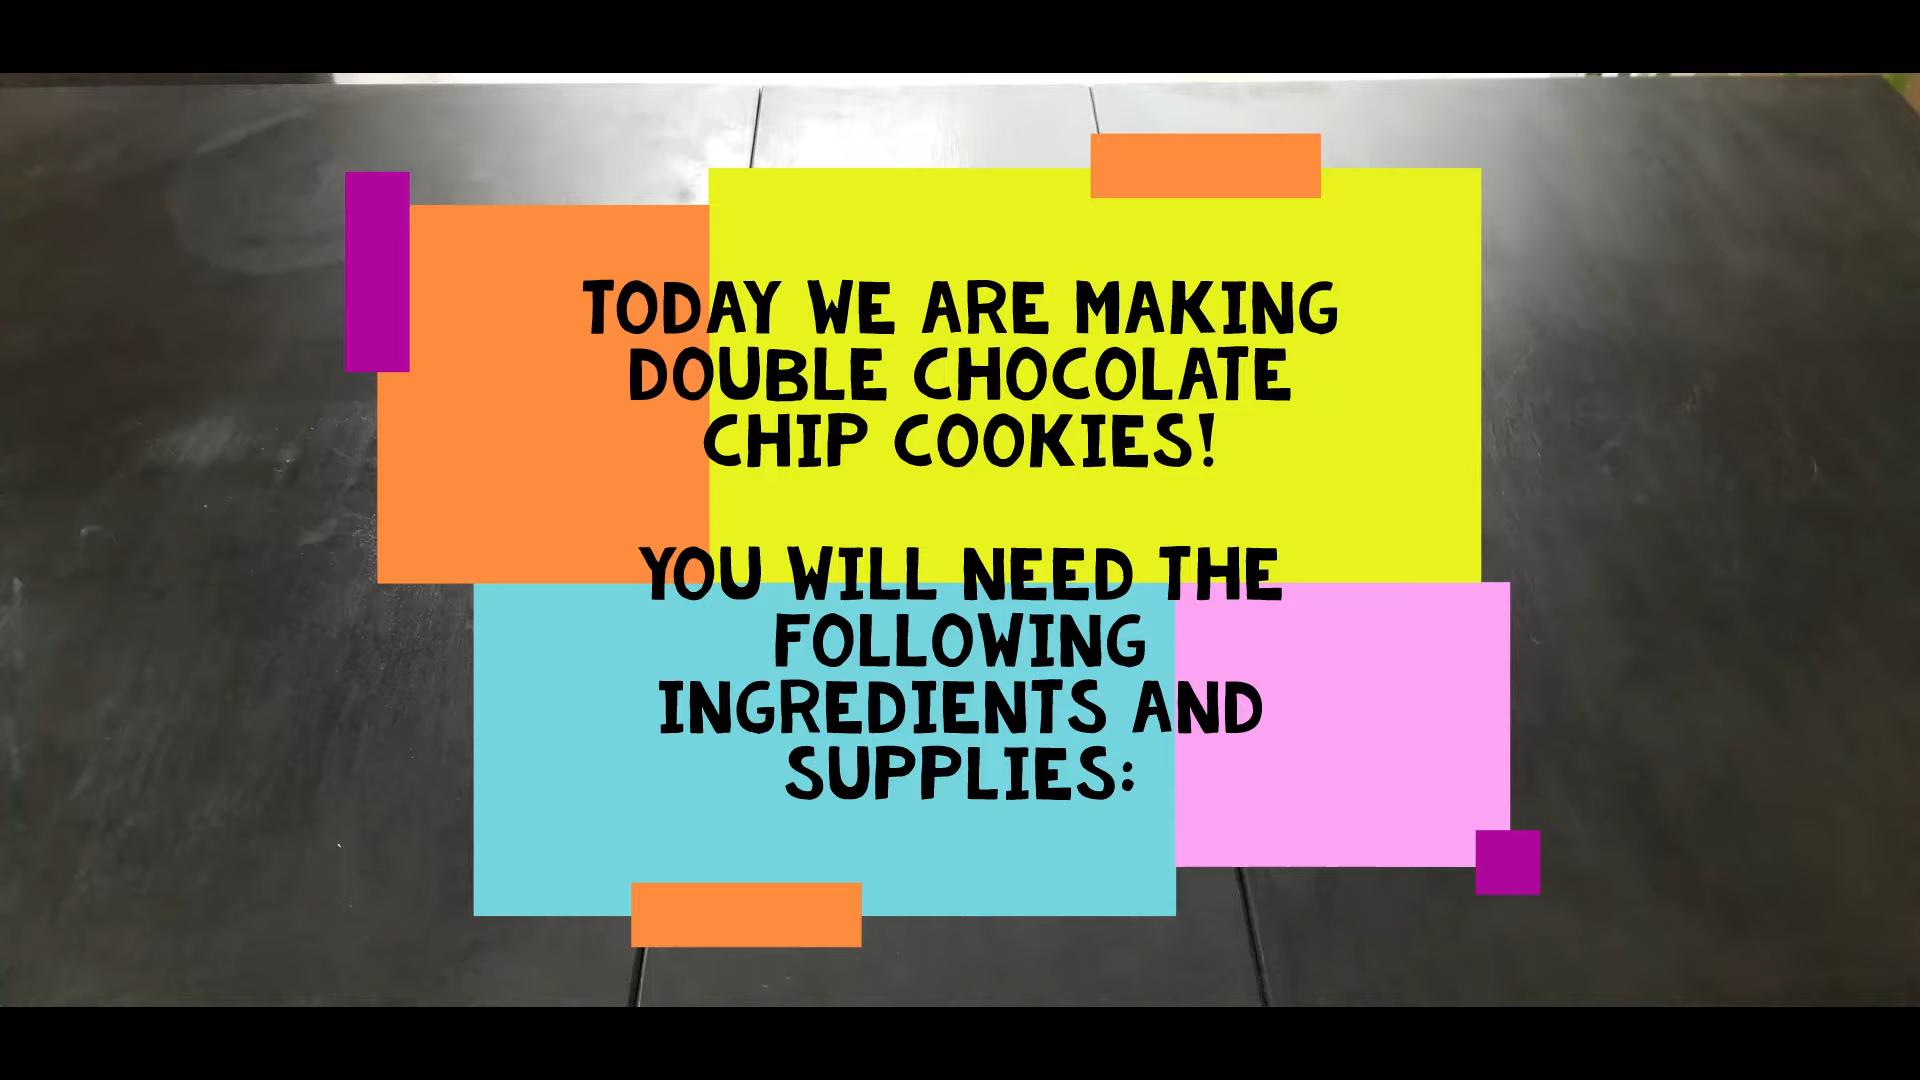 TODAY WE ARE MAKING
DOUBLE CHOCOLATE
CHIP COOKIES!
YOU WILL NEED THE
FOLLOWING
INGREDIENTS AND
SUPPLIES: